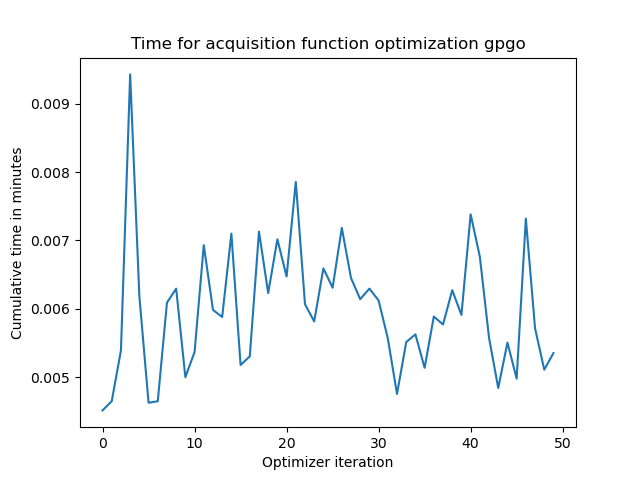 Time for acquisition function optimization gpgo
Cumulative time in minutes
0.009
0.008
0.007
0.006
0.005
0 10 20 30 40 50
Optimizer iteration